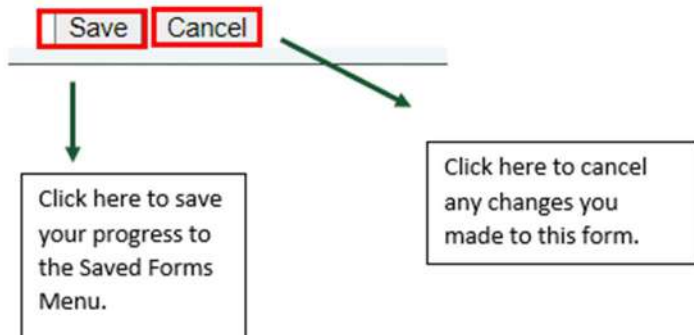 Save Cancel
Click here to save
your progress to
the Saved Forms
Menu.
Click here to cancel
any changes you
made to this form.